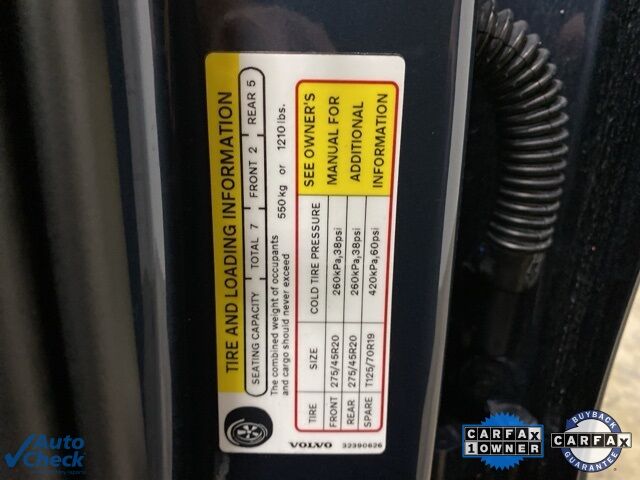 TIRE AND LOADING INFORMATION
SEATING CAPACITY TOTAL 7 FRONT 2 REAR 5
The combined weight of occupants
and cargo should never exceed 550 kg or 1210 lbs.
TIRE SIZE COLD TIRE PRESSURE SEE OWNER'S
FRONT 275/45R20 260kPa,38psi MANUAL FOR
REAR 275/45R20 260kPa,38psi ADDITIONAL
SPARE T125/70R19 420kPa,60psi INFORMATION
VOLVO 32390626
AutoCheck
CARFAX
1 OWNER
BUYBACK
CARFAX
GUARANTEE